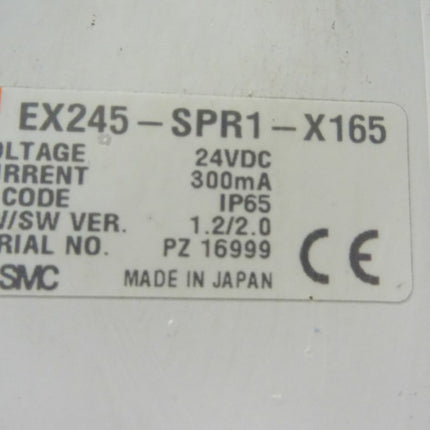 EX245-SPR1-X165
OLTAGE 24VDC
URRENT 300mA
CODE IP65
V/SW VER. 1.2/2.0
RIAL NO. PZ 16999
SMC MADE IN JAPAN CE